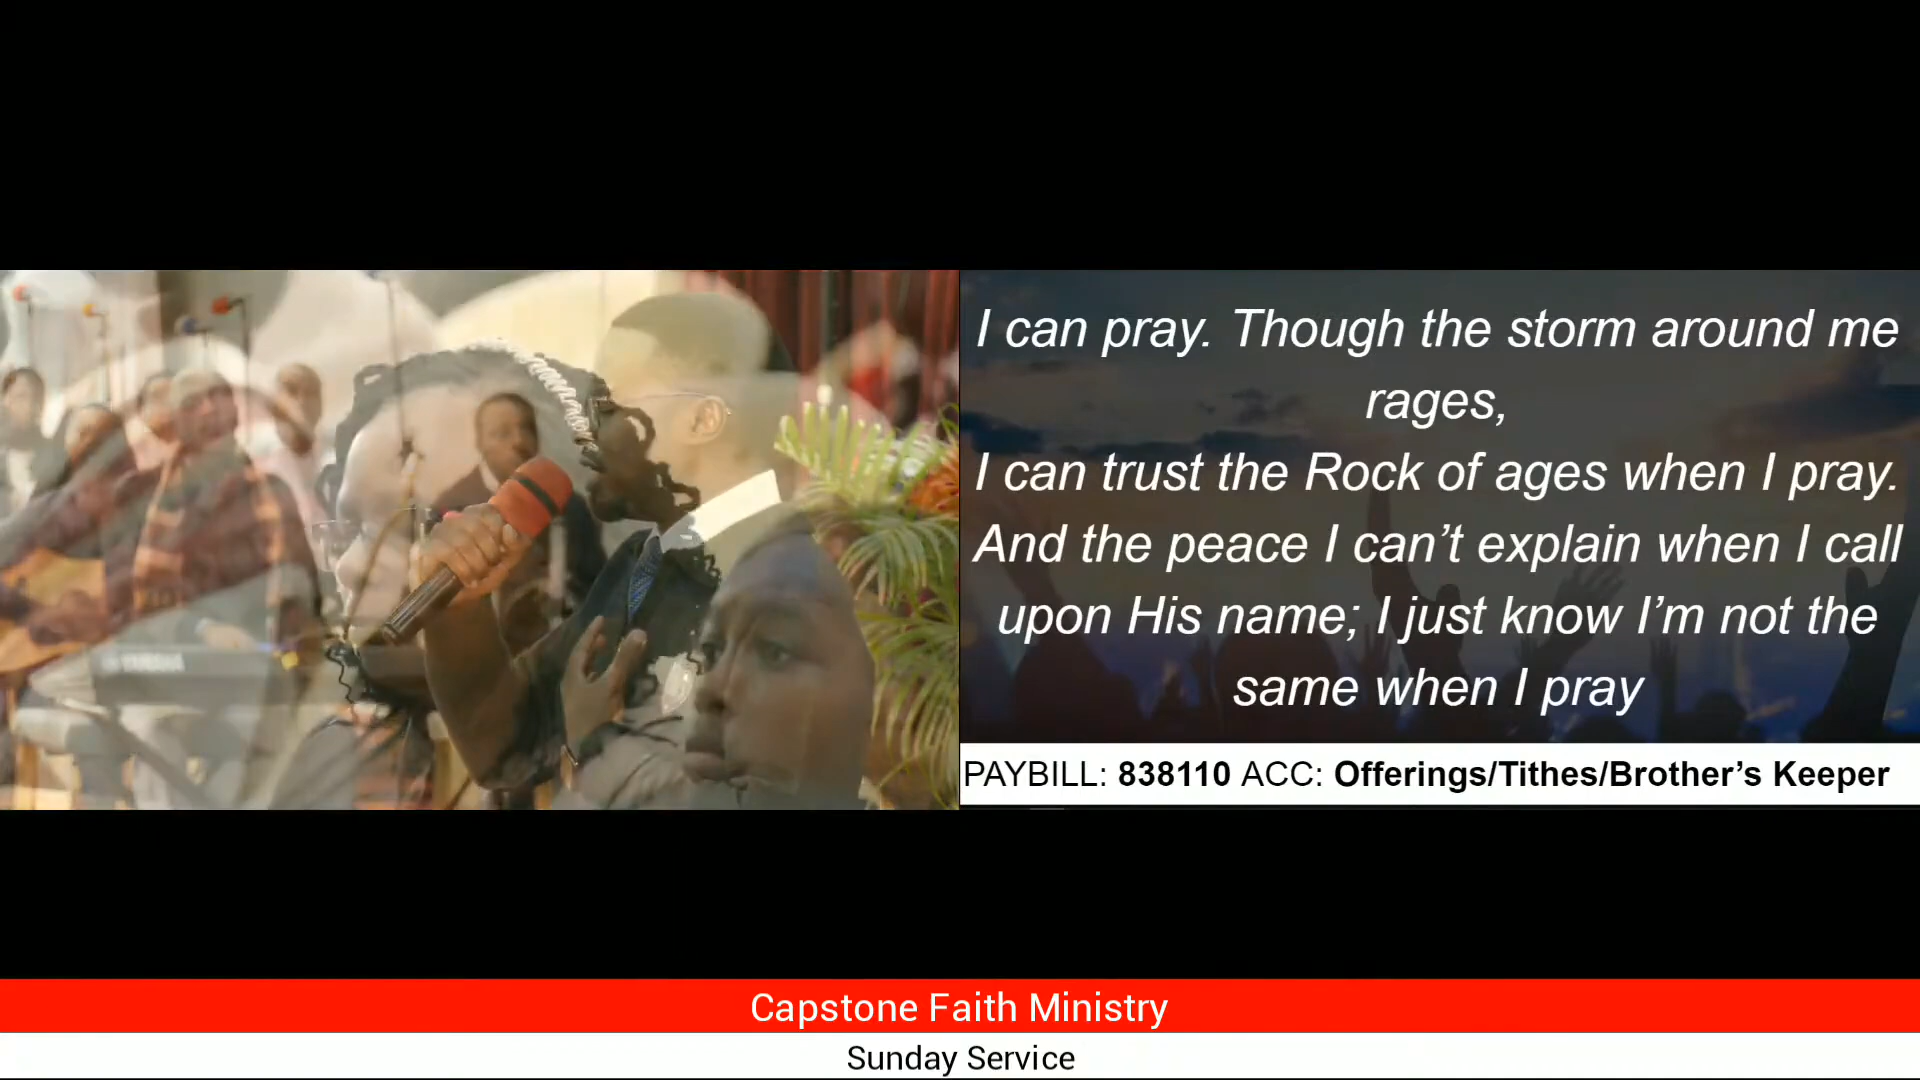 I can pray. Though the storm around me
rages,
I can trust the Rock of ages when I pray.
And the peace I can’t explain when I call
upon His name; I just know I’m not the
same when I pray
PAYBILL: 838110 ACC: Offerings/Tithes/Brother’s Keeper
YAMAHA
Capstone Faith Ministry
Sunday Service